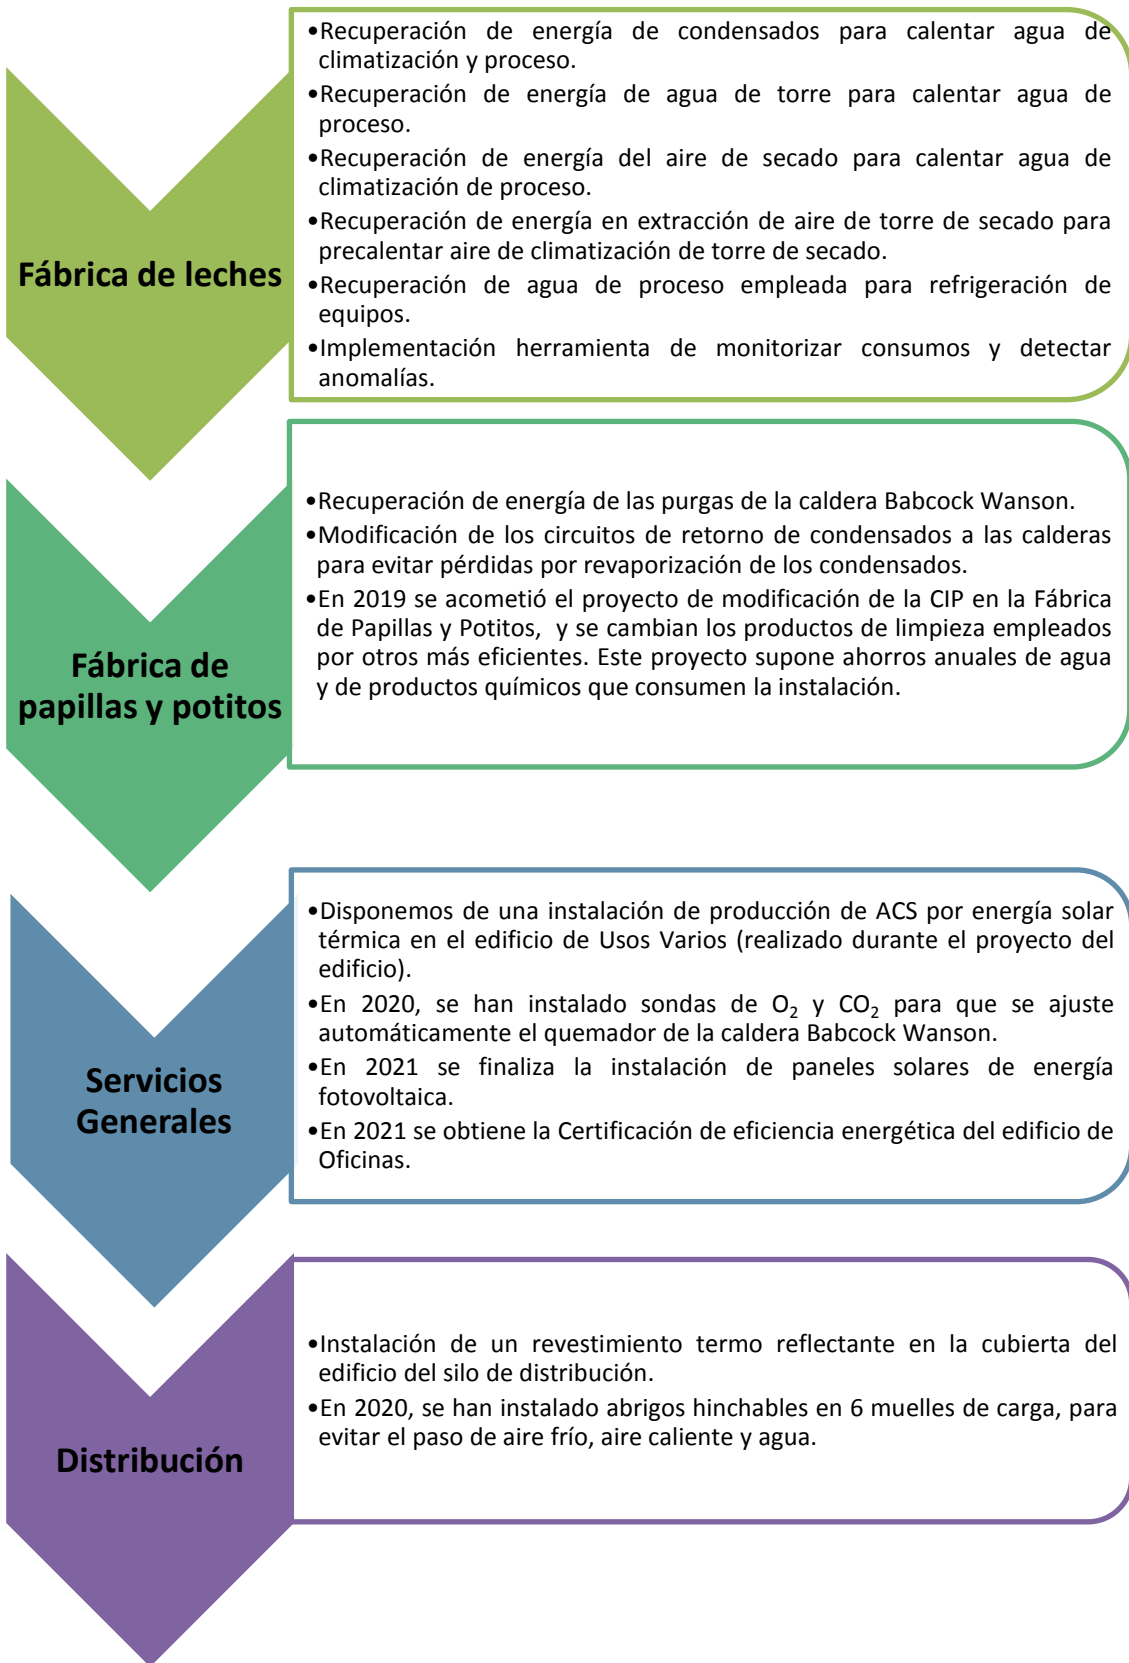 •Recuperación de energía de condensados para calentar agua de
climatización y proceso.
•Recuperación de energía de agua de torre para calentar agua de
proceso.
•Recuperación de energía del aire de secado para calentar agua de
climatización de proceso.
•Recuperación de energía en extracción de aire de torre de secado para
precalentar aire de climatización de torre de secado.
•Recuperación de agua de proceso empleada para refrigeración de
equipos.
•Implementación herramienta de monitorizar consumos y detectar
anomalías.
Fábrica de leches
•Recuperación de energía de las purgas de la caldera Babcock Wanson.
•Modificación de los circuitos de retorno de condensados a las calderas
para evitar pérdidas por revaporización de los condensados.
•En 2019 se acometió el proyecto de modificación de la CIP en la Fábrica
de Papillas y Potitos, y se cambian los productos de limpieza empleados
por otros más eficientes. Este proyecto supone ahorros anuales de agua
y de productos químicos que consumen la instalación.
Fábrica de
papillas y potitos
•Disponemos de una instalación de producción de ACS por energía solar
térmica en el edificio de Usos Varios (realizado durante el proyecto del
edificio).
•En 2020, se han instalado sondas de O₂ y CO₂ para que se ajuste
automáticamente el quemador de la caldera Babcock Wanson.
•En 2021 se finaliza la instalación de paneles solares de energía
fotovoltaica.
•En 2021 se obtiene la Certificación de eficiencia energética del edificio de
Oficinas.
Servicios
Generales
•Instalación de un revestimiento termo reflectante en la cubierta del
edificio del silo de distribución.
•En 2020, se han instalado abrigos hinchables en 6 muelles de carga, para
evitar el paso de aire frío, aire caliente y agua.
Distribución